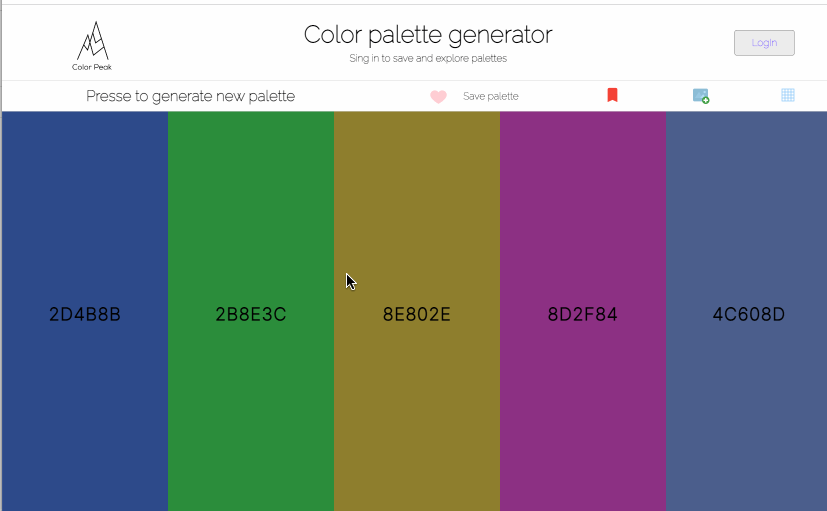 Color palette generator
Sing in to save and explore palettes
Color Peak
Login
Presse to generate new palette
Save palette
2D4B8B
2B8E3C
8E802E
8D2F84
4C608D